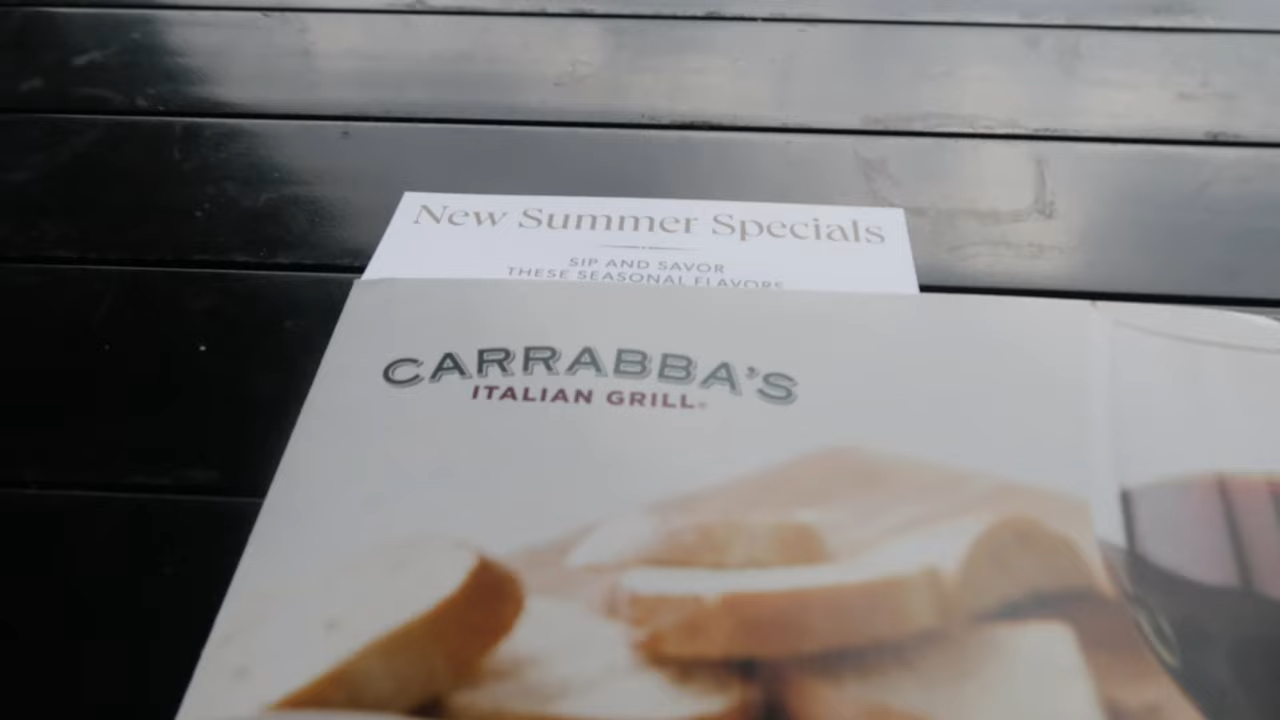 New Summer Specials
SIP AND SAVOR
THESE SEASONAL FLAVORS
CARRABBA'S
ITALIAN GRILL®